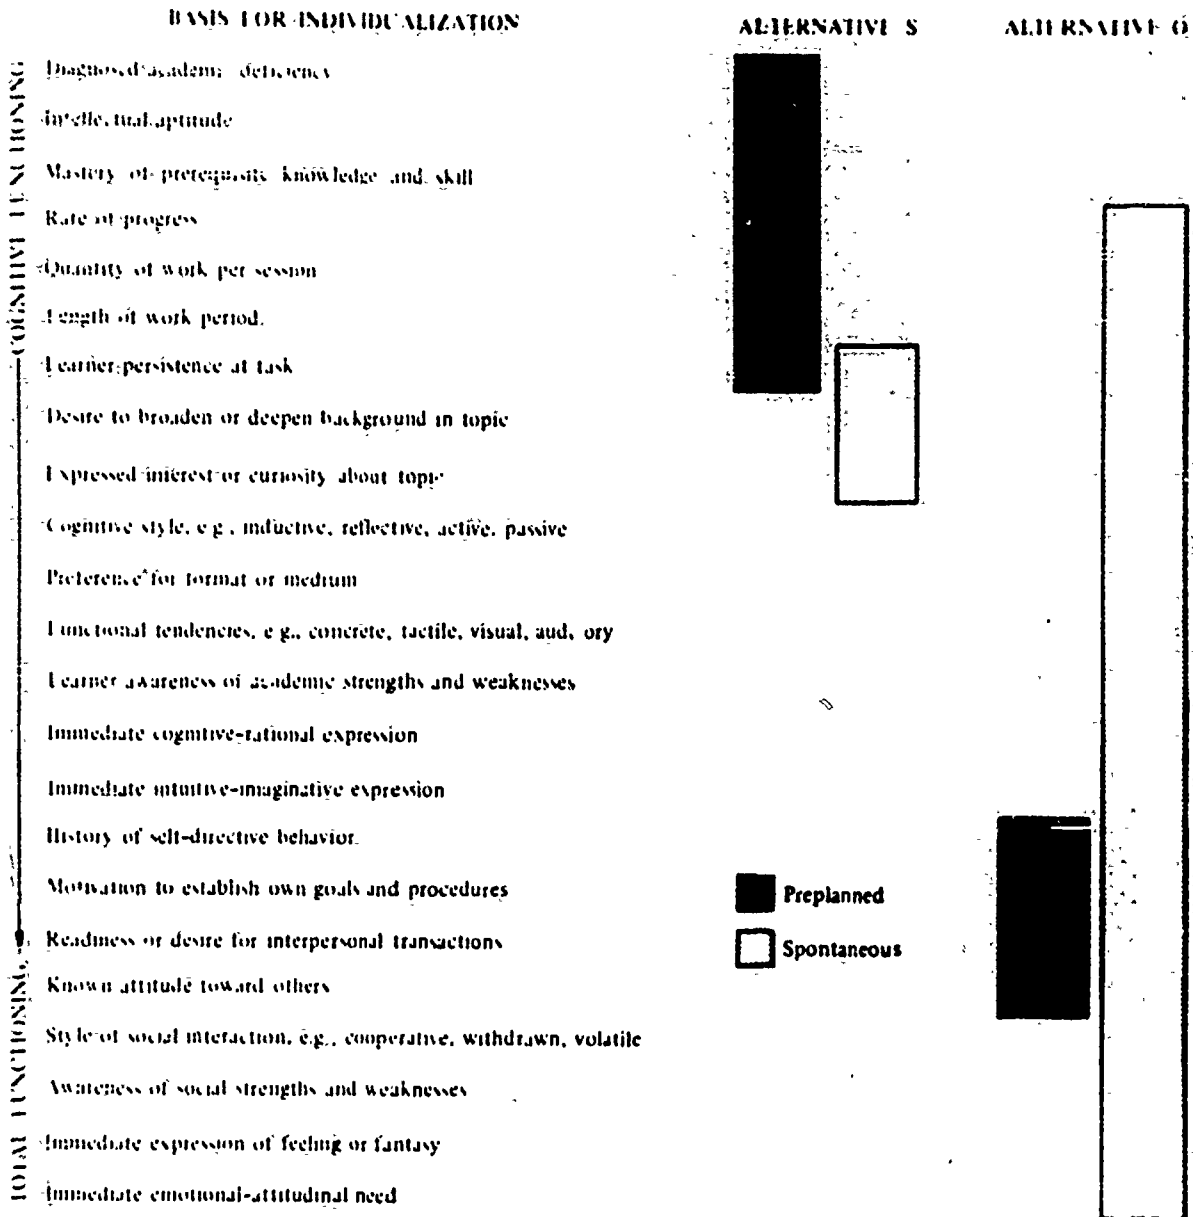 BASIS FOR INDIVIDUALIZATION
ALTERNATIVE S
ALTERNATIVE O
COGNITIVE FUNCTIONING
Diagnosed academic deficiency
Intellectual aptitude
Mastery of prerequisite knowledge and skill
Rate of progress
Quantity of work per session
Length of work period.
Learner persistence at task
Desire to broaden or deepen background in topic
Expressed interest or curiosity about topic
Cognitive style, e.g., inductive, reflective, active, passive
Preference for format or medium
Functional tendencies, e.g., concrete, tactile, visual, aud, ory
Learner awareness of academic strengths and weaknesses
Immediate cognitive-rational expression
Immediate intuitive-imaginative expression
History of self-directive behavior.
Motivation to establish own goals and procedures
Readiness or desire for interpersonal transactions
Known attitude toward others
Style of social interaction, e.g., cooperative, withdrawn, volatile
Awareness of social strengths and weaknesses
Immediate expression of feeling or fantasy
Immediate emotional-attitudinal need
TOTAL FUNCTIONING
Preplanned
Spontaneous